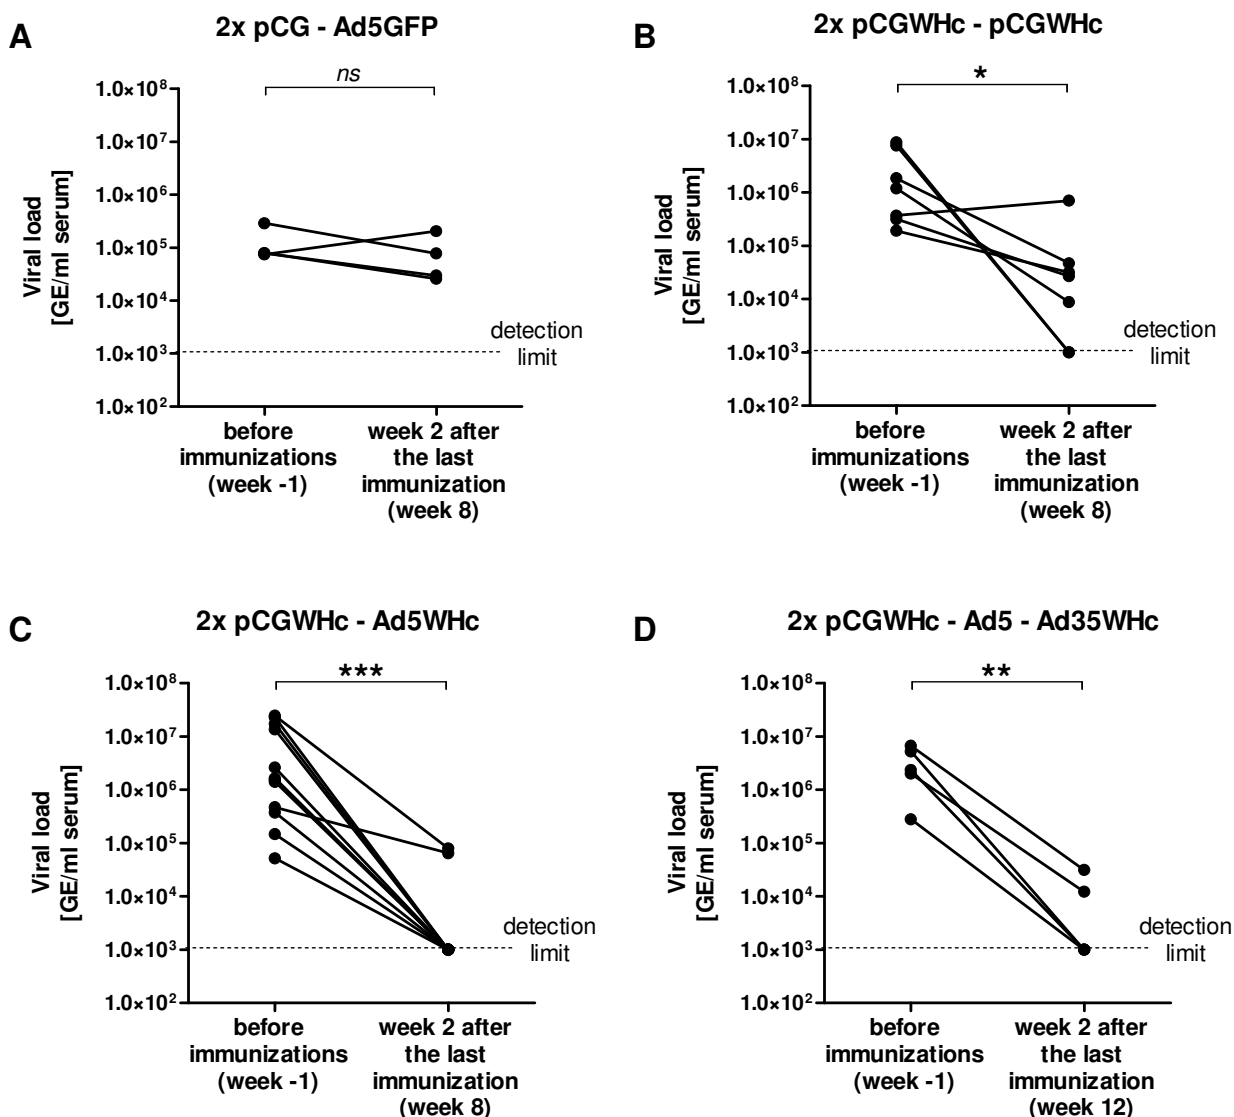 A
2x pCG - Ad5GFP
ns
1.0×10⁸
1.0×10⁷
1.0×10⁶
1.0×10⁵
1.0×10⁴
1.0×10³
1.0×10²
Viral load
[GE/ml serum]
detection
limit
before
immunizations
(week -1)
week 2 after
the last
immunization
(week 8)
B
2x pCGWHc - pCGWHc
*
1.0×10⁸
1.0×10⁷
1.0×10⁶
1.0×10⁵
1.0×10⁴
1.0×10³
1.0×10²
Viral load
[GE/ml serum]
detection
limit
before
immunizations
(week -1)
week 2 after
the last
immunization
(week 8)
C
2x pCGWHc - Ad5WHc
***
1.0×10⁸
1.0×10⁷
1.0×10⁶
1.0×10⁵
1.0×10⁴
1.0×10³
1.0×10²
Viral load
[GE/ml serum]
detection
limit
before
immunizations
(week -1)
week 2 after
the last
immunization
(week 8)
D
2x pCGWHc - Ad5 - Ad35WHc
**
1.0×10⁸
1.0×10⁷
1.0×10⁶
1.0×10⁵
1.0×10⁴
1.0×10³
1.0×10²
Viral load
[GE/ml serum]
detection
limit
before
immunizations
(week -1)
week 2 after
the last
immunization
(week 12)